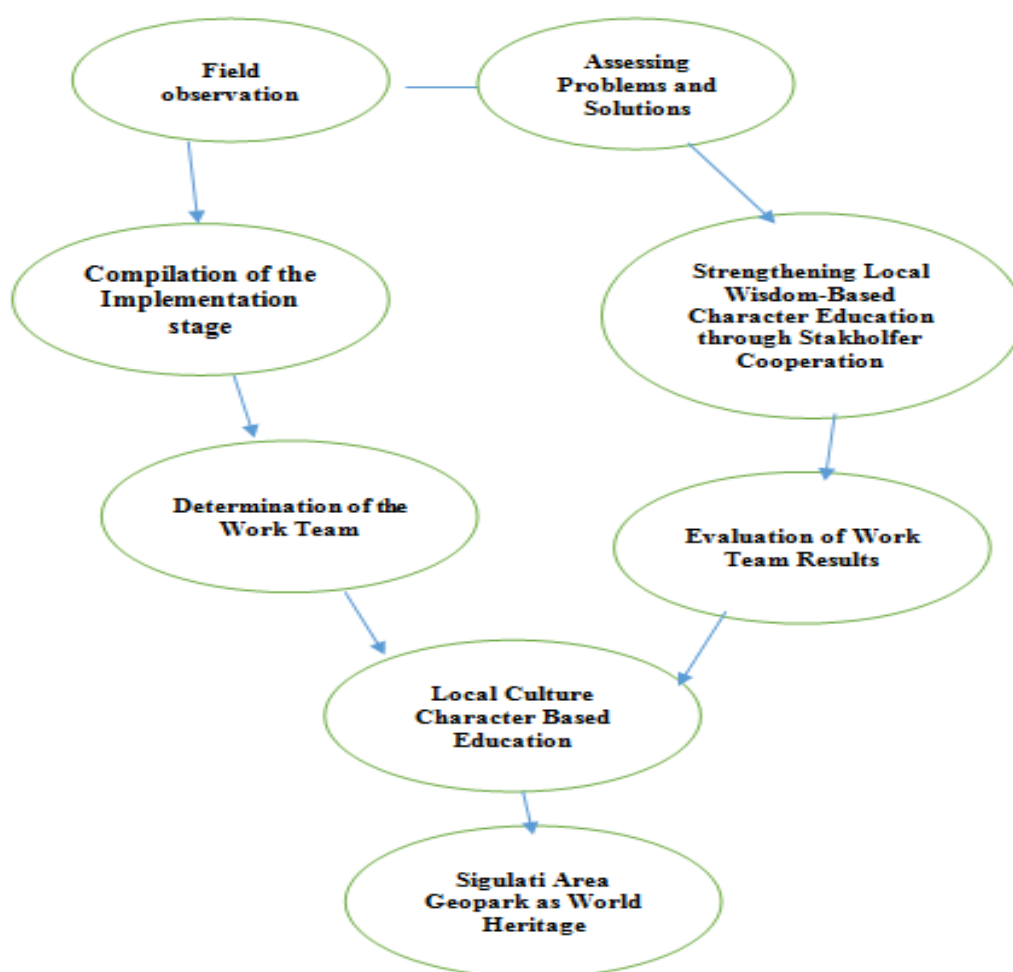 Field
observation
Assessing
Problems and
Solutions
Compilation of the
Implementation
stage
Strengthening Local
Wisdom-Based
Character Education
through Stakholfer
Cooperation
Determination of the
Work Team
Evaluation of Work
Team Results
Local Culture
Character Based
Education
Sigulati Area
Geopark as World
Heritage